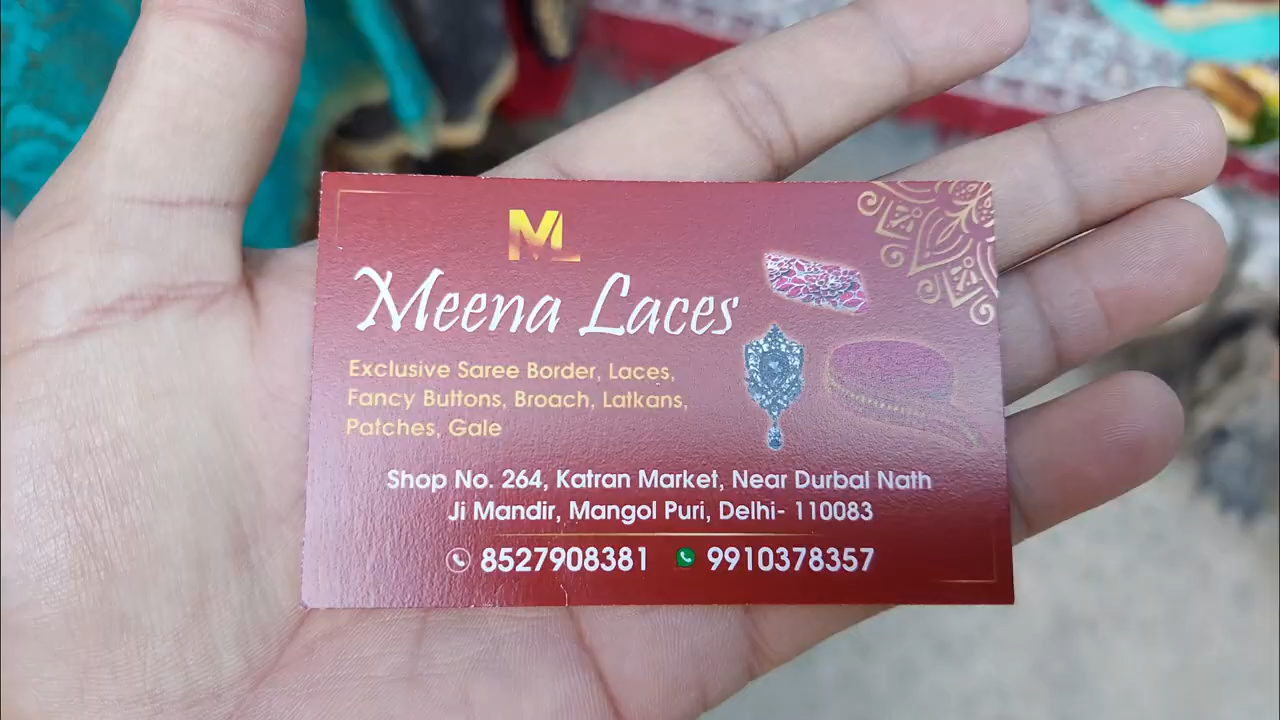 ML
Meena Laces
Exclusive Saree Border, Laces,
Fancy Buttons, Broach, Latkans,
Patches, Gale
Shop No. 264, Katran Market, Near Durbal Nath
Ji Mandir, Mangol Puri, Delhi- 110083
8527908381 9910378357